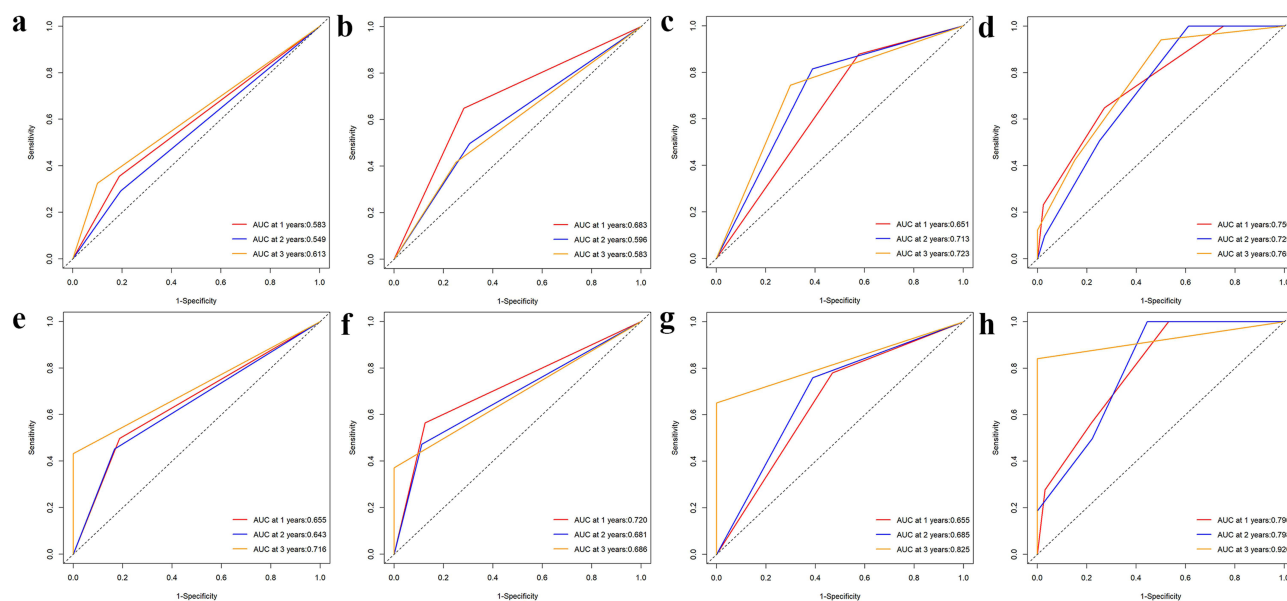 a
1.0
0.8
0.6
0.4
0.2
0.0
Sensitivity
AUC at 1 years:0.583
AUC at 2 years:0.549
AUC at 3 years:0.613
0.0 0.2 0.4 0.6 0.8 1.0
1-Specificity
b
1.0
0.8
0.6
0.4
0.2
0.0
Sensitivity
AUC at 1 years:0.683
AUC at 2 years:0.596
AUC at 3 years:0.583
0.0 0.2 0.4 0.6 0.8 1.0
1-Specificity
c
1.0
0.8
0.6
0.4
0.2
0.0
Sensitivity
AUC at 1 years:0.651
AUC at 2 years:0.713
AUC at 3 years:0.723
0.0 0.2 0.4 0.6 0.8 1.0
1-Specificity
d
1.0
0.8
0.6
0.4
0.2
0.0
Sensitivity
AUC at 1 years:
AUC at 2 years:
AUC at 3 years:
0.0 0.2 0.4 0.6 0.8 1.0
1-Specificity
e
1.0
0.8
0.6
0.4
0.2
0.0
Sensitivity
AUC at 1 years:0.655
AUC at 2 years:0.643
AUC at 3 years:0.716
0.0 0.2 0.4 0.6 0.8 1.0
1-Specificity
f
1.0
0.8
0.6
0.4
0.2
0.0
Sensitivity
AUC at 1 years:0.720
AUC at 2 years:0.681
AUC at 3 years:0.686
0.0 0.2 0.4 0.6 0.8 1.0
1-Specificity
g
1.0
0.8
0.6
0.4
0.2
0.0
Sensitivity
AUC at 1 years:0.655
AUC at 2 years:0.685
AUC at 3 years:0.825
0.0 0.2 0.4 0.6 0.8 1.0
1-Specificity
h
1.0
0.8
0.6
0.4
0.2
0.0
Sensitivity
AUC at 1 years:
AUC at 2 years:
AUC at 3 years:
0.0 0.2 0.4 0.6 0.8 1.0
1-Specificity